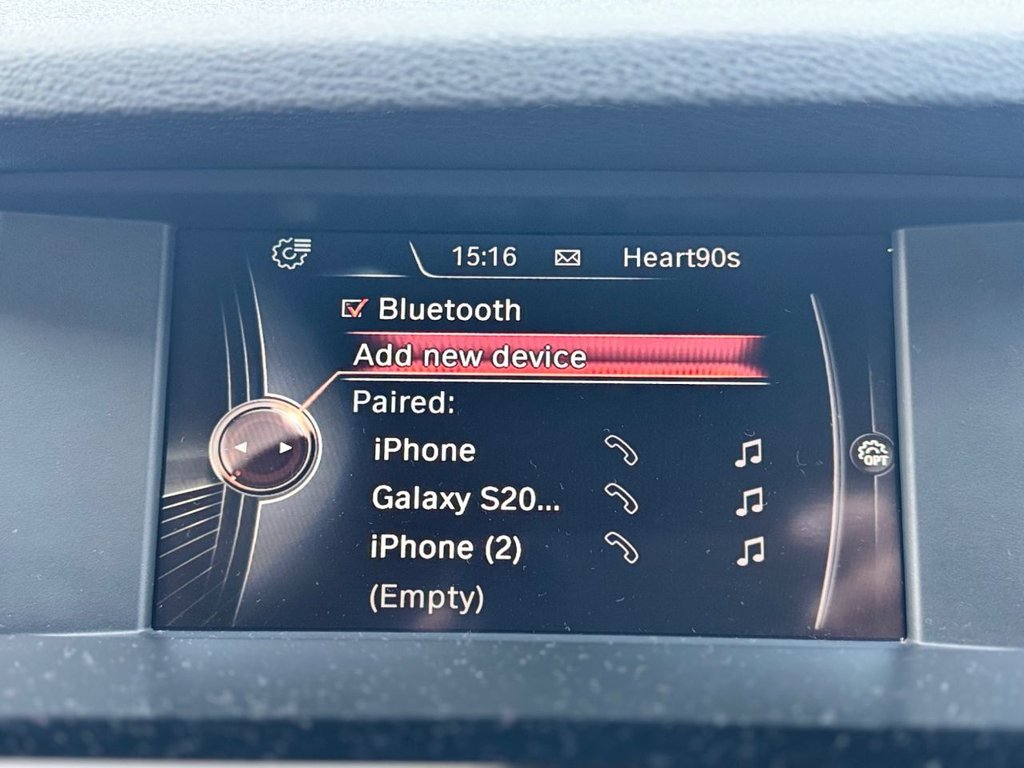 15:16 Heart90s
Bluetooth
Add new device
Paired:
iPhone
Galaxy S20...
iPhone (2)
(Empty)
OPT